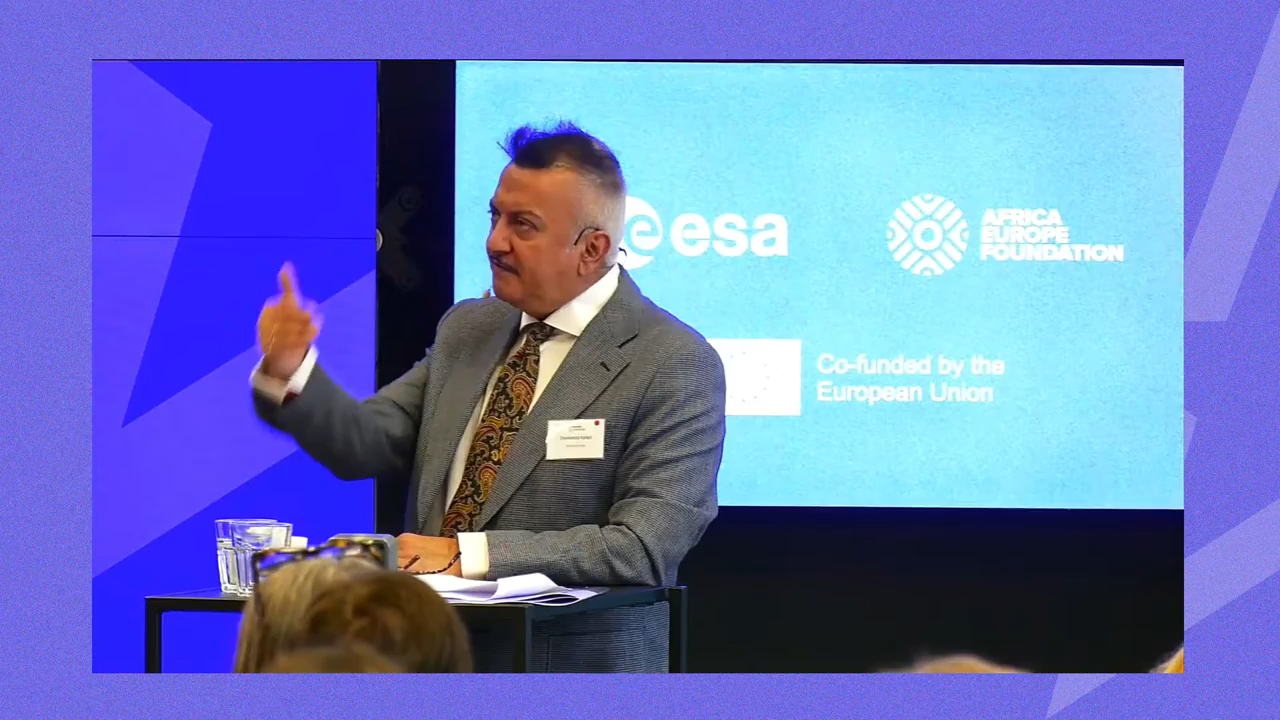 esa
AFRICA
EUROPE
FOUNDATION
Co-funded by the
European Union